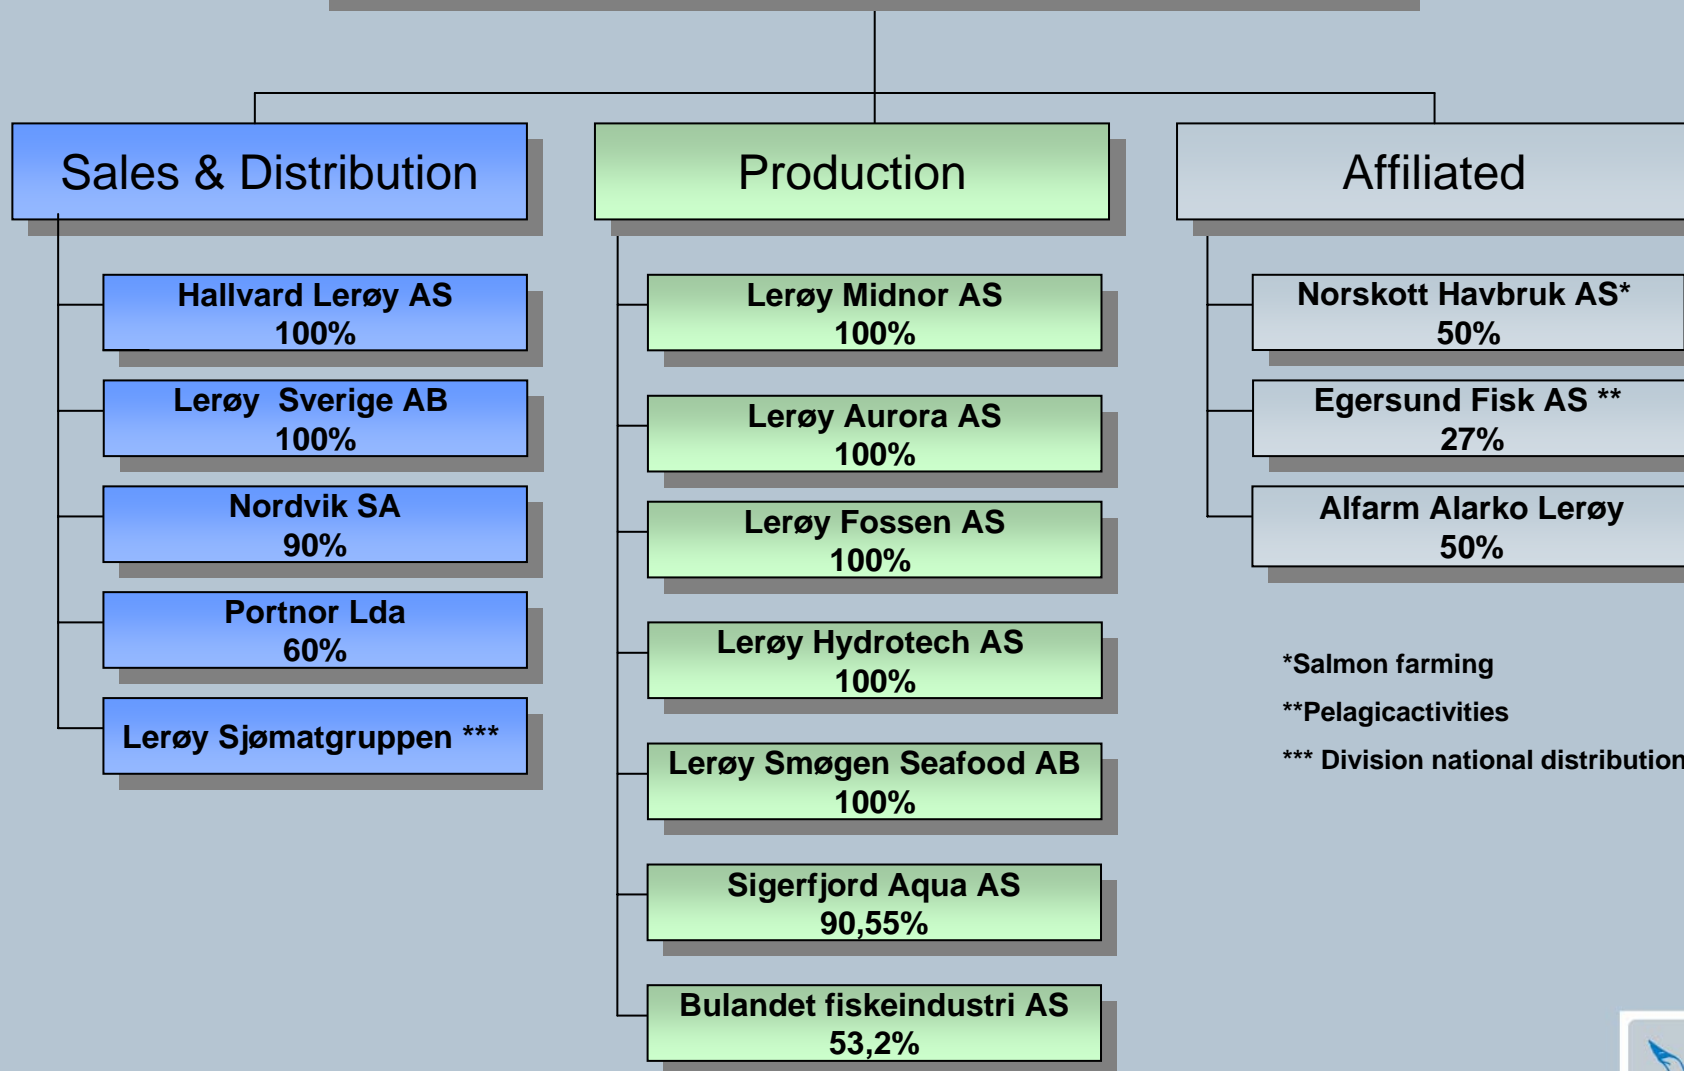 Sales & Distribution
Hallvard Lerøy AS
100%
Lerøy  Sverige AB
100%
Nordvik SA
90%
Portnor Lda
60%
Lerøy Sjømatgruppen ***
Production
Lerøy Midnor AS
100%
Lerøy Aurora AS
100%
Lerøy Fossen AS
100%
Lerøy Hydrotech AS
100%
Lerøy Smøgen Seafood AB
100%
Sigerfjord Aqua AS
90,55%
Bulandet fiskeindustri AS
53,2%
Affiliated
Norskott Havbruk AS*
50%
Egersund Fisk AS **
27%
Alfarm Alarko Lerøy
50%
*Salmon farming
**Pelagicactivities
*** Division national distribution